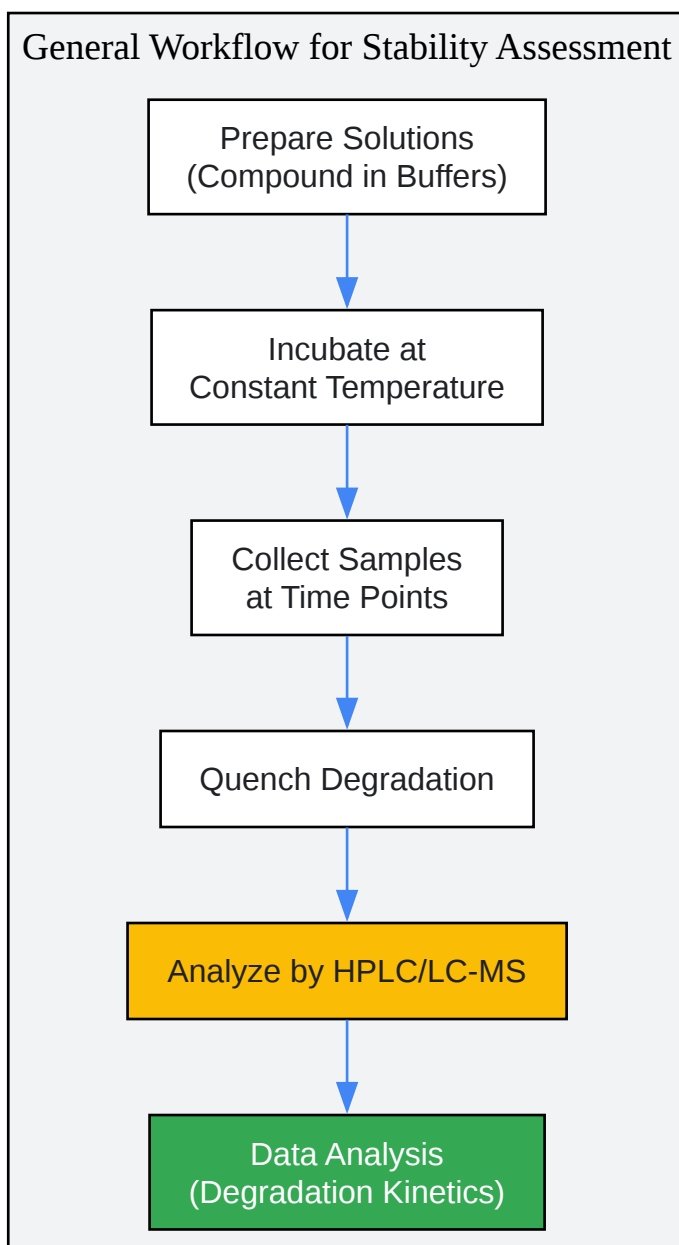 General Workflow for Stability Assessment
Prepare Solutions
(Compound in Buffers)
Incubate at
Constant Temperature
Collect Samples
at Time Points
Quench Degradation
Analyze by HPLC/LC-MS
Data Analysis
(Degradation Kinetics)